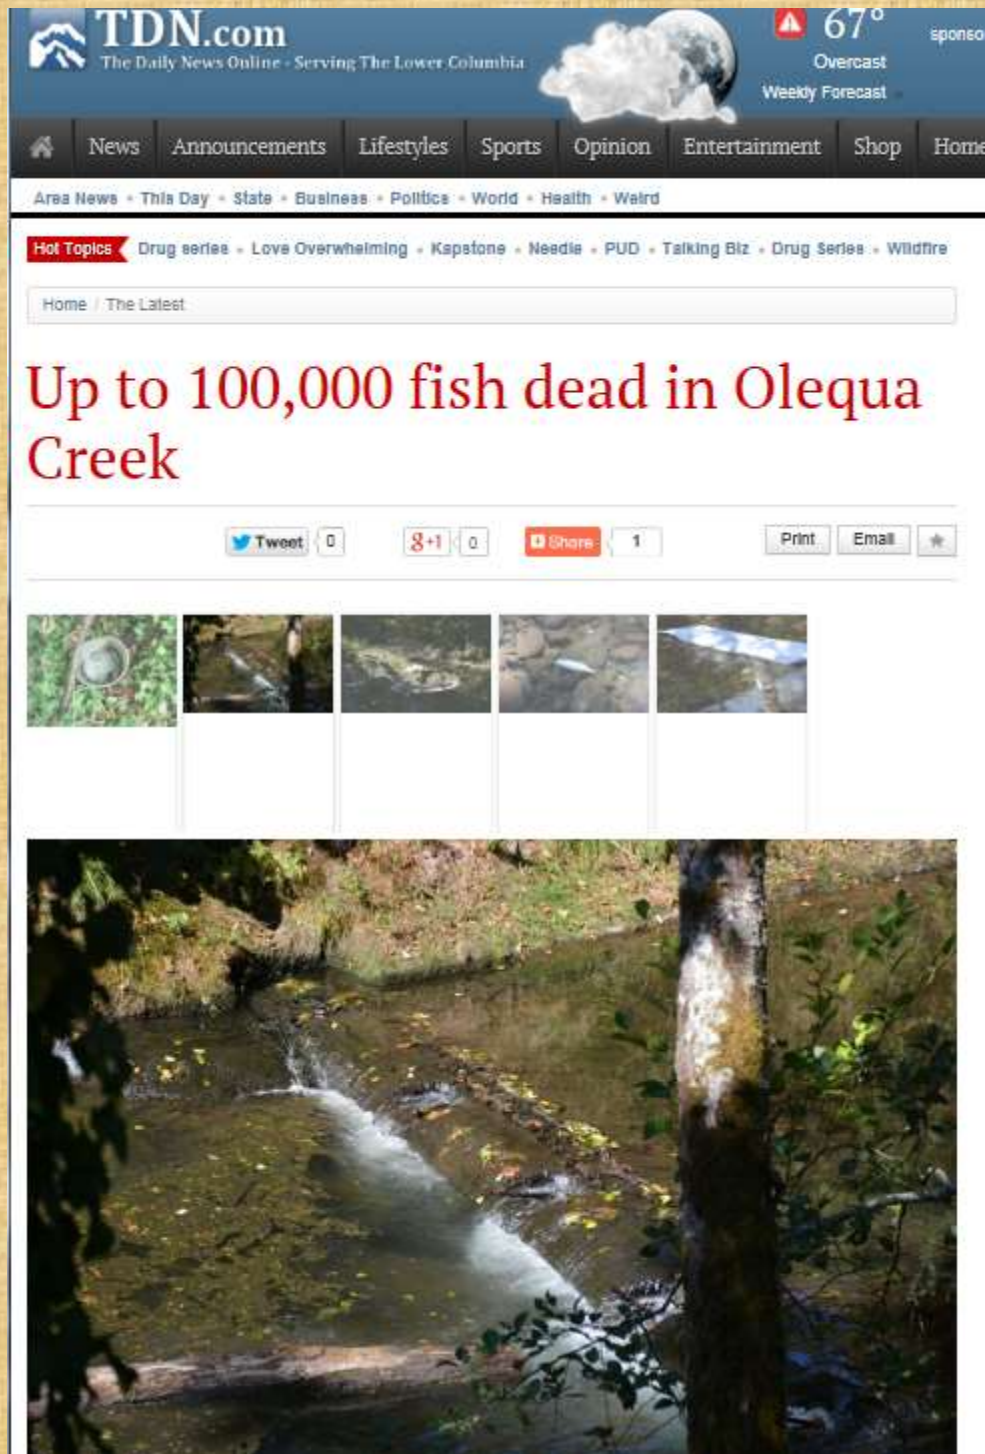 TDN.com
The Daily News Online - Serving The Lower Columbia
67°
Overcast
Weekly Forecast
sponso
News Announcements Lifestyles Sports Opinion Entertainment Shop Home
Area News • This Day • State • Business • Politics • World • Health • Weird
Hot Topics Drug series • Love Overwhelming • Kapstone • Needle • PUD • Talking Biz • Drug Series • Wildfire
Home / The Latest
Up to 100,000 fish dead in Olequa
Creek
Tweet 0 g+1 0 Share 1 Print Email